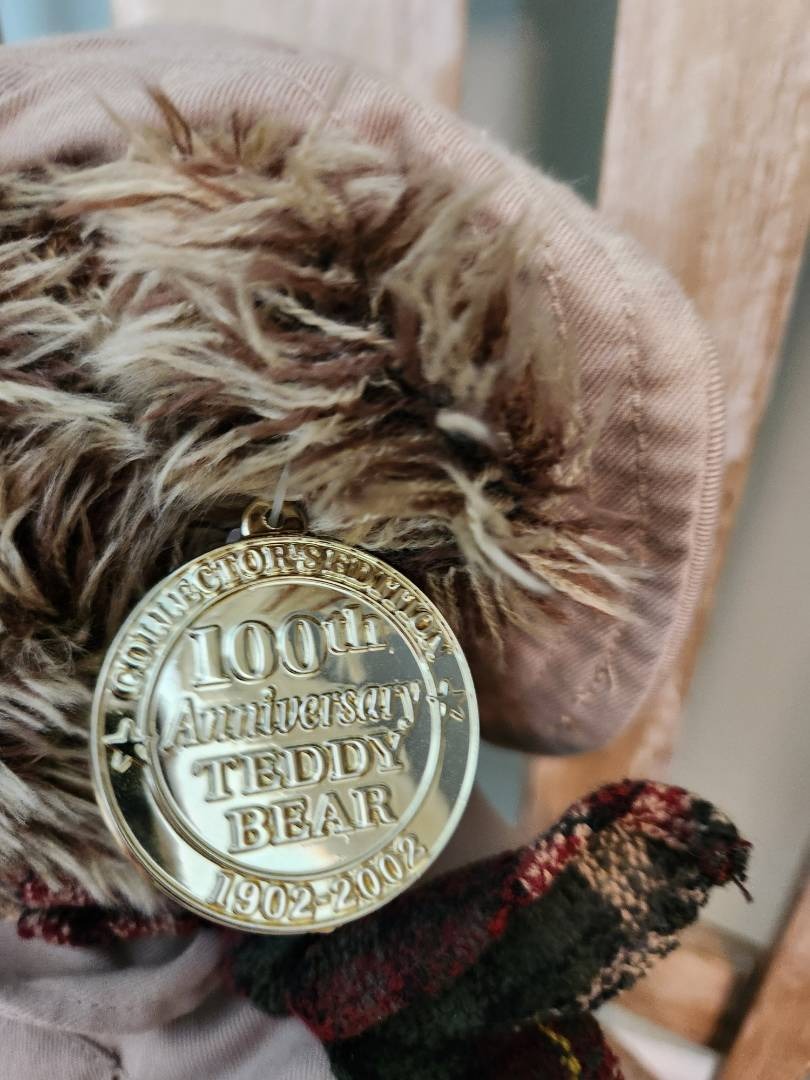 COLLECTOR'S EDITION
100th
Anniversary
TEDDY
BEAR
1902-2002